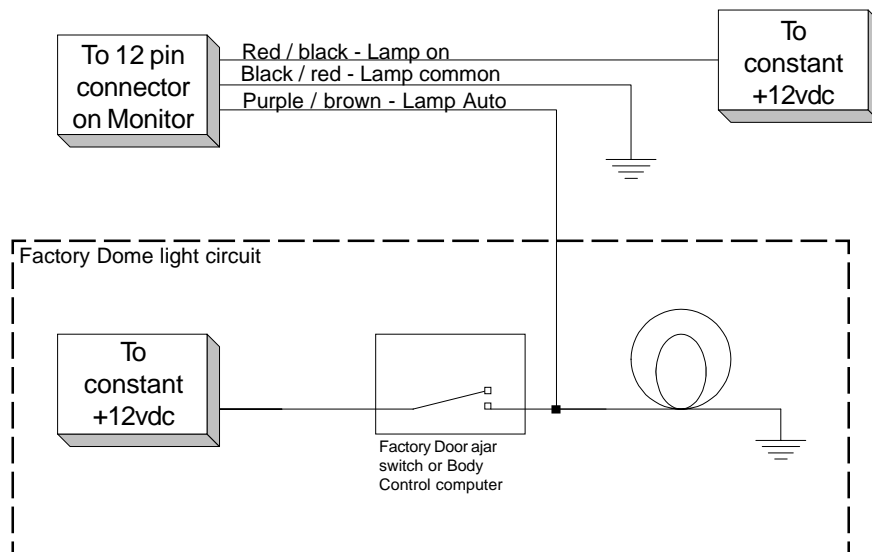 To 12 pin
connector
on Monitor
Red / black - Lamp on
Black / red - Lamp common
Purple / brown - Lamp Auto
To
constant
+12vdc
Factory Dome light circuit
To
constant
+12vdc
Factory Door ajar
switch or Body
Control computer